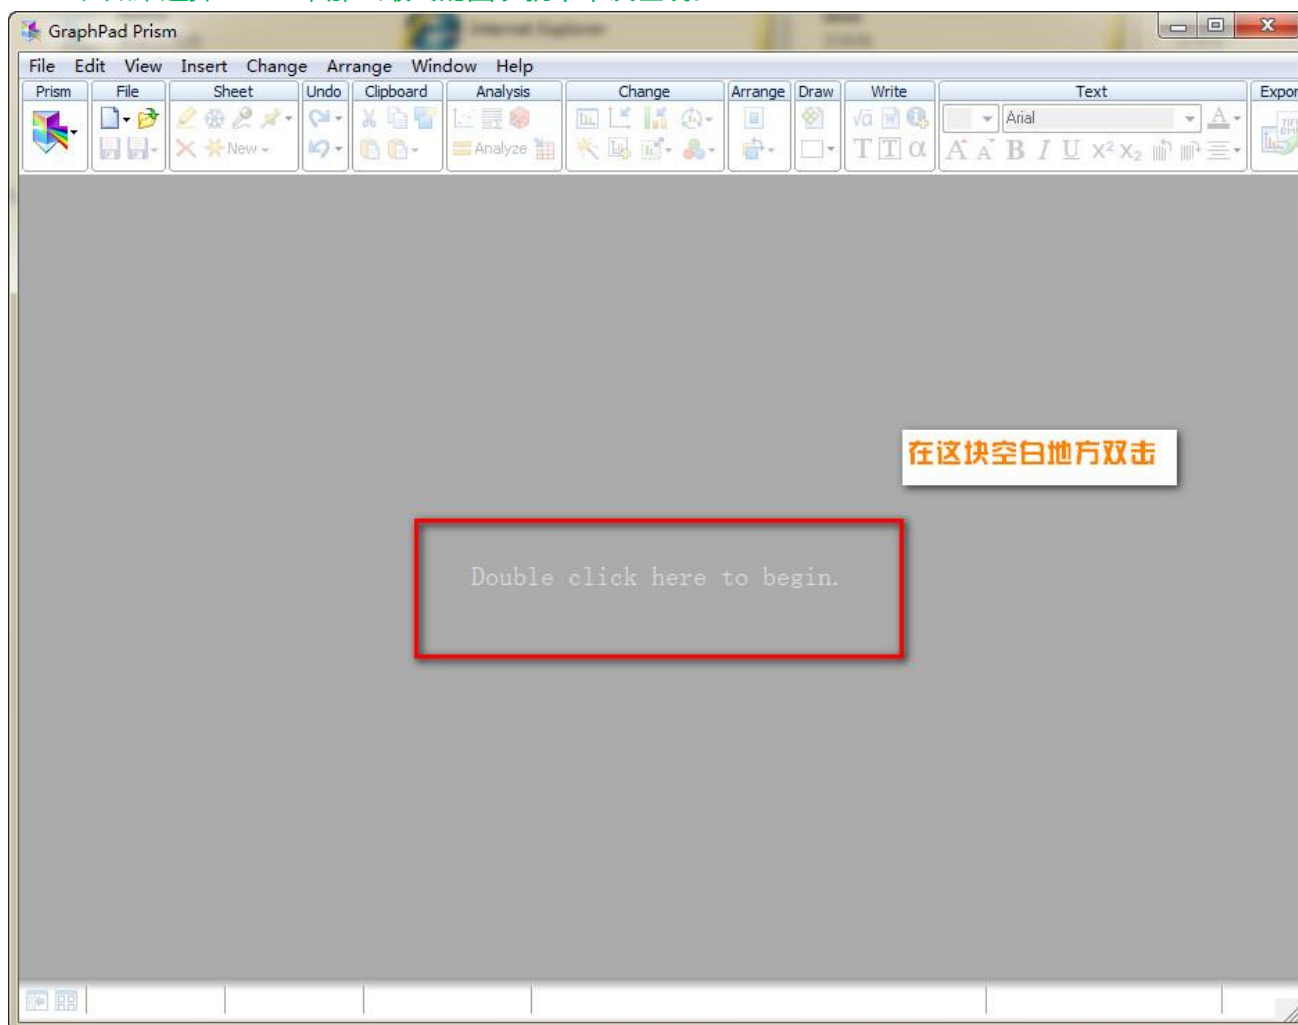 GraphPad Prism
File Edit View Insert Change Arrange Window Help
Prism File Sheet Undo Clipboard Analysis Change Arrange Draw Write Text Expor
Arial A
New Analyze T T α A A B I U X² X₂
在这块空白地方双击
Double click here to begin.